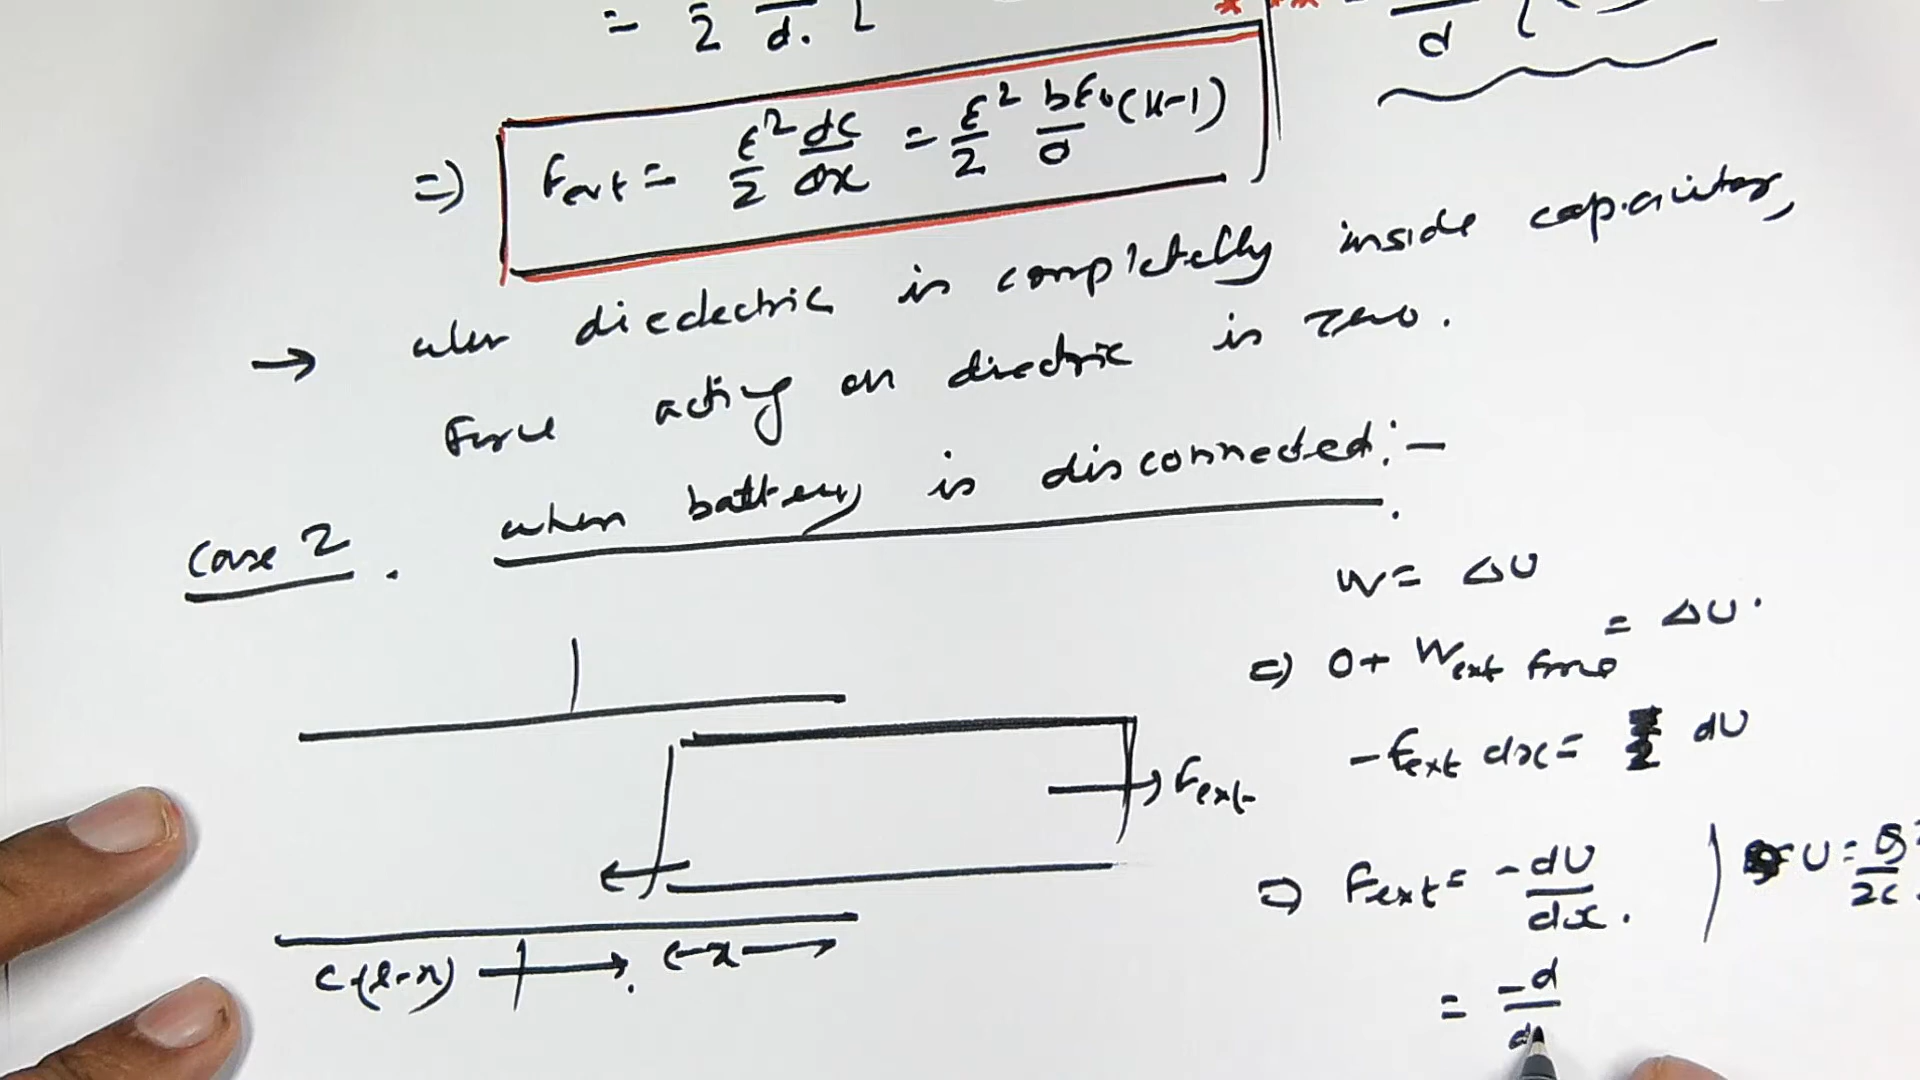 = 1/2 d.
d
=) Fext = ε²/2 dc/dx = ε²/2 bε₀/d (k-1)
→ when dielectric is completely inside capacitor,
Force acting on dielectric is zero.
Case 2. when battery is disconnected:-
W = ΔU
=) 0 + Wext force = ΔU.
-Fext dx = dU
Fext
=) Fext = -dU/dx. | U = Q²/2c.
←(l-x) → ←x→
= -d/d